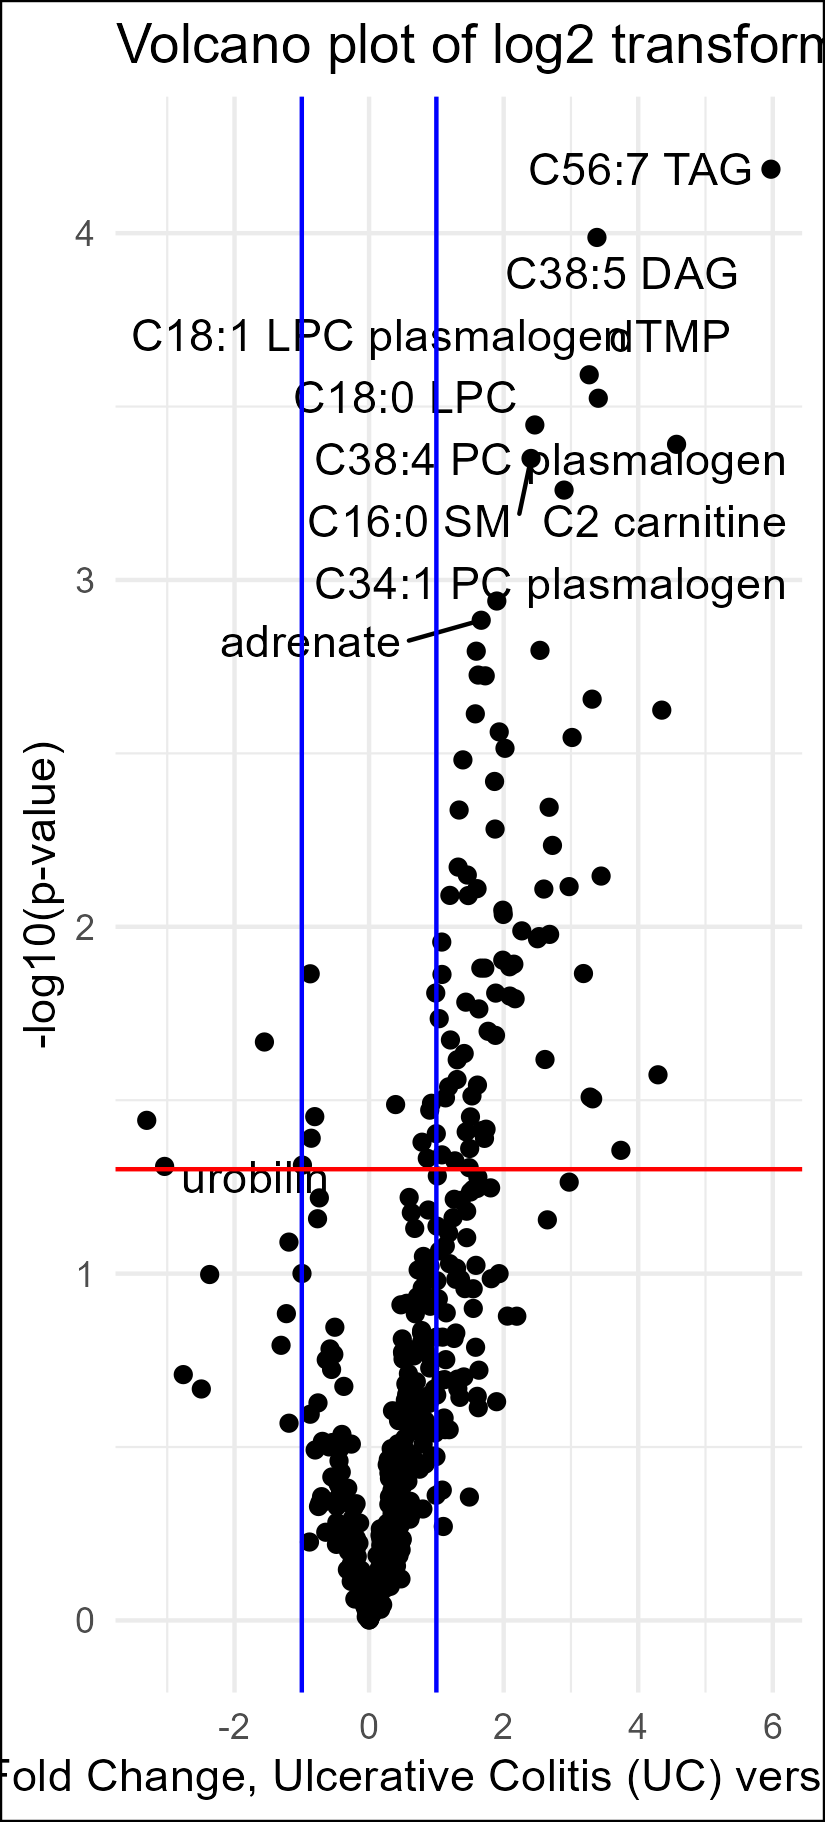 Volcano plot of log2 transform
C56:7 TAG
C38:5 DAG
C18:1 LPC plasmalogen
dTMP
C18:0 LPC
C38:4 PC plasmalogen
C16:0 SM
C2 carnitine
C34:1 PC plasmalogen
adrenate
urobilin
-log10(p-value)
4
3
2
1
0
-2
0
2
4
6
Fold Change, Ulcerative Colitis (UC) vers